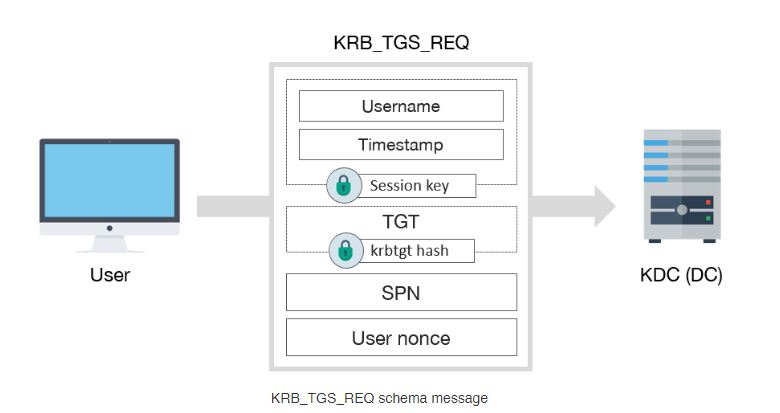 KRB_TGS_REQ
Username
Timestamp
Session key
TGT
krbtgt hash
SPN
User nonce
User
KDC (DC)
KRB_TGS_REQ schema message